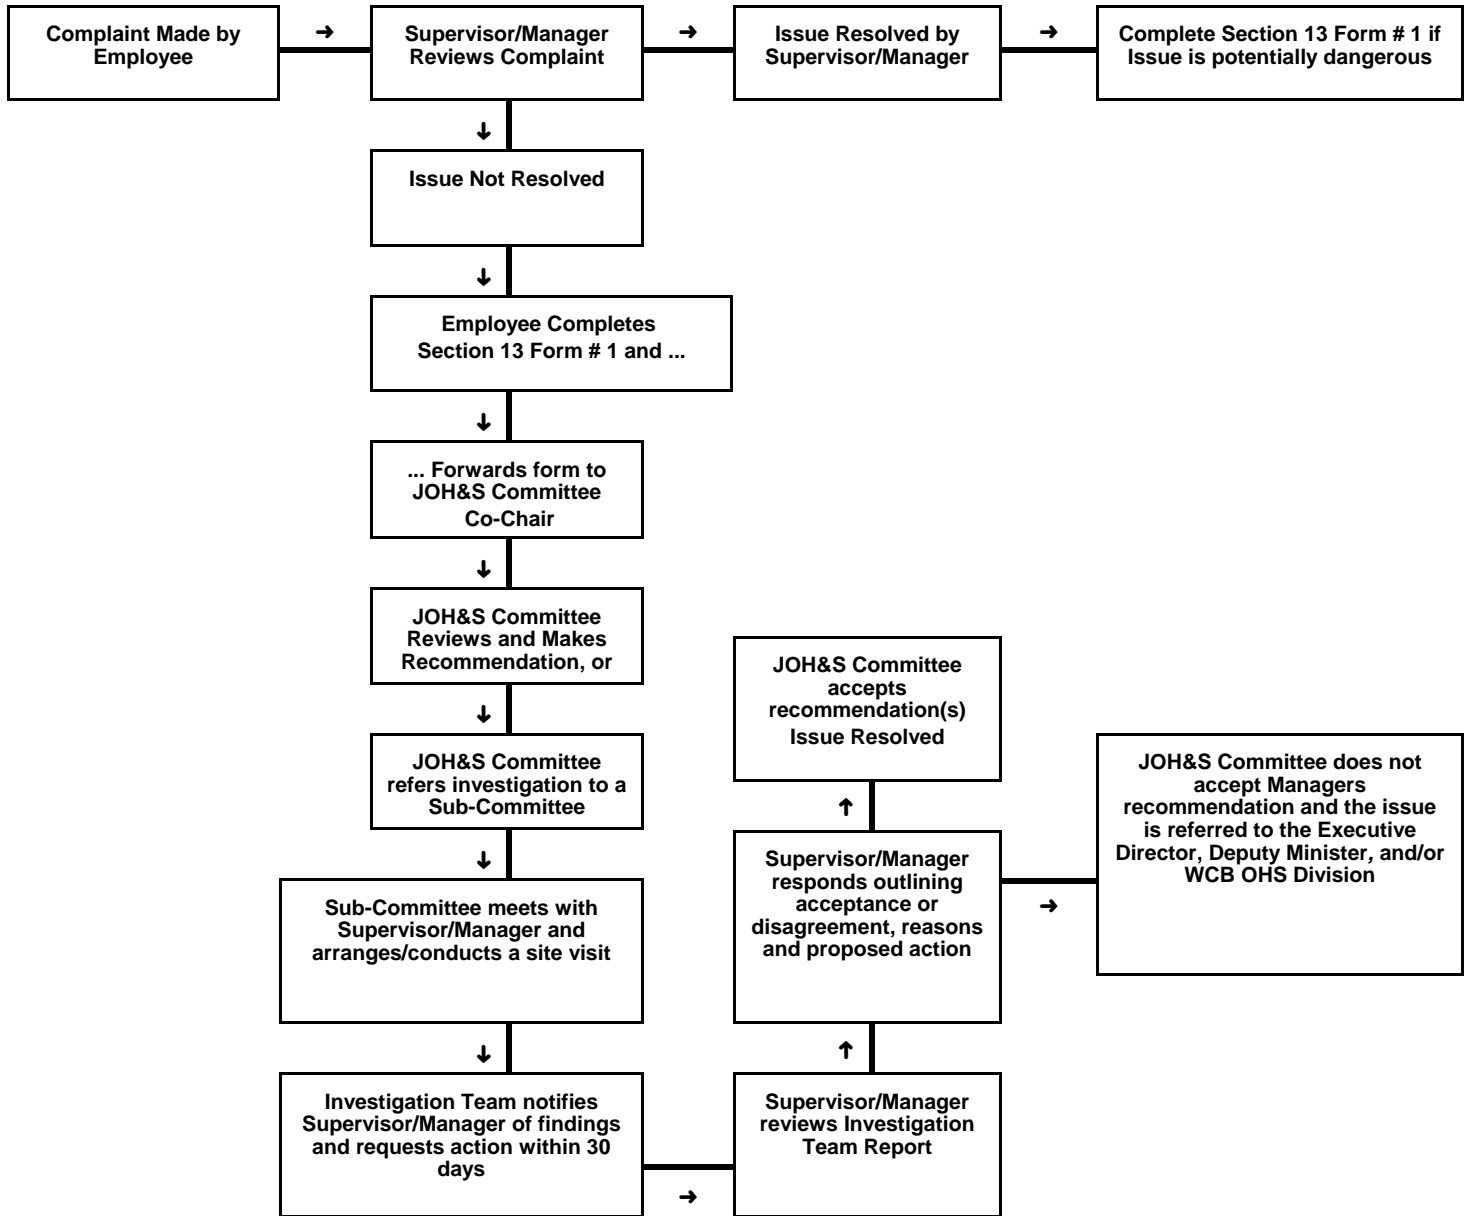 Complaint Made by
Employee
➜
Supervisor/Manager
Reviews Complaint
➜
Issue Resolved by
Supervisor/Manager
➜
Complete Section 13 Form # 1 if
Issue is potentially dangerous
Issue Not Resolved
Employee Completes
Section 13 Form # 1 and ...
... Forwards form to
JOH&S Committee
Co-Chair
JOH&S Committee
Reviews and Makes
Recommendation, or
JOH&S Committee
refers investigation to a
Sub-Committee
Sub-Committee meets with
Supervisor/Manager and
arranges/conducts a site visit
Investigation Team notifies
Supervisor/Manager of findings
and requests action within 30
days
Supervisor/Manager
reviews Investigation
Team Report
Supervisor/Manager
responds outlining
acceptance or
disagreement, reasons
and proposed action
JOH&S Committee
accepts
recommendation(s)
Issue Resolved
JOH&S Committee does not
accept Managers
recommendation and the issue
is referred to the Executive
Director, Deputy Minister, and/or
WCB OHS Division